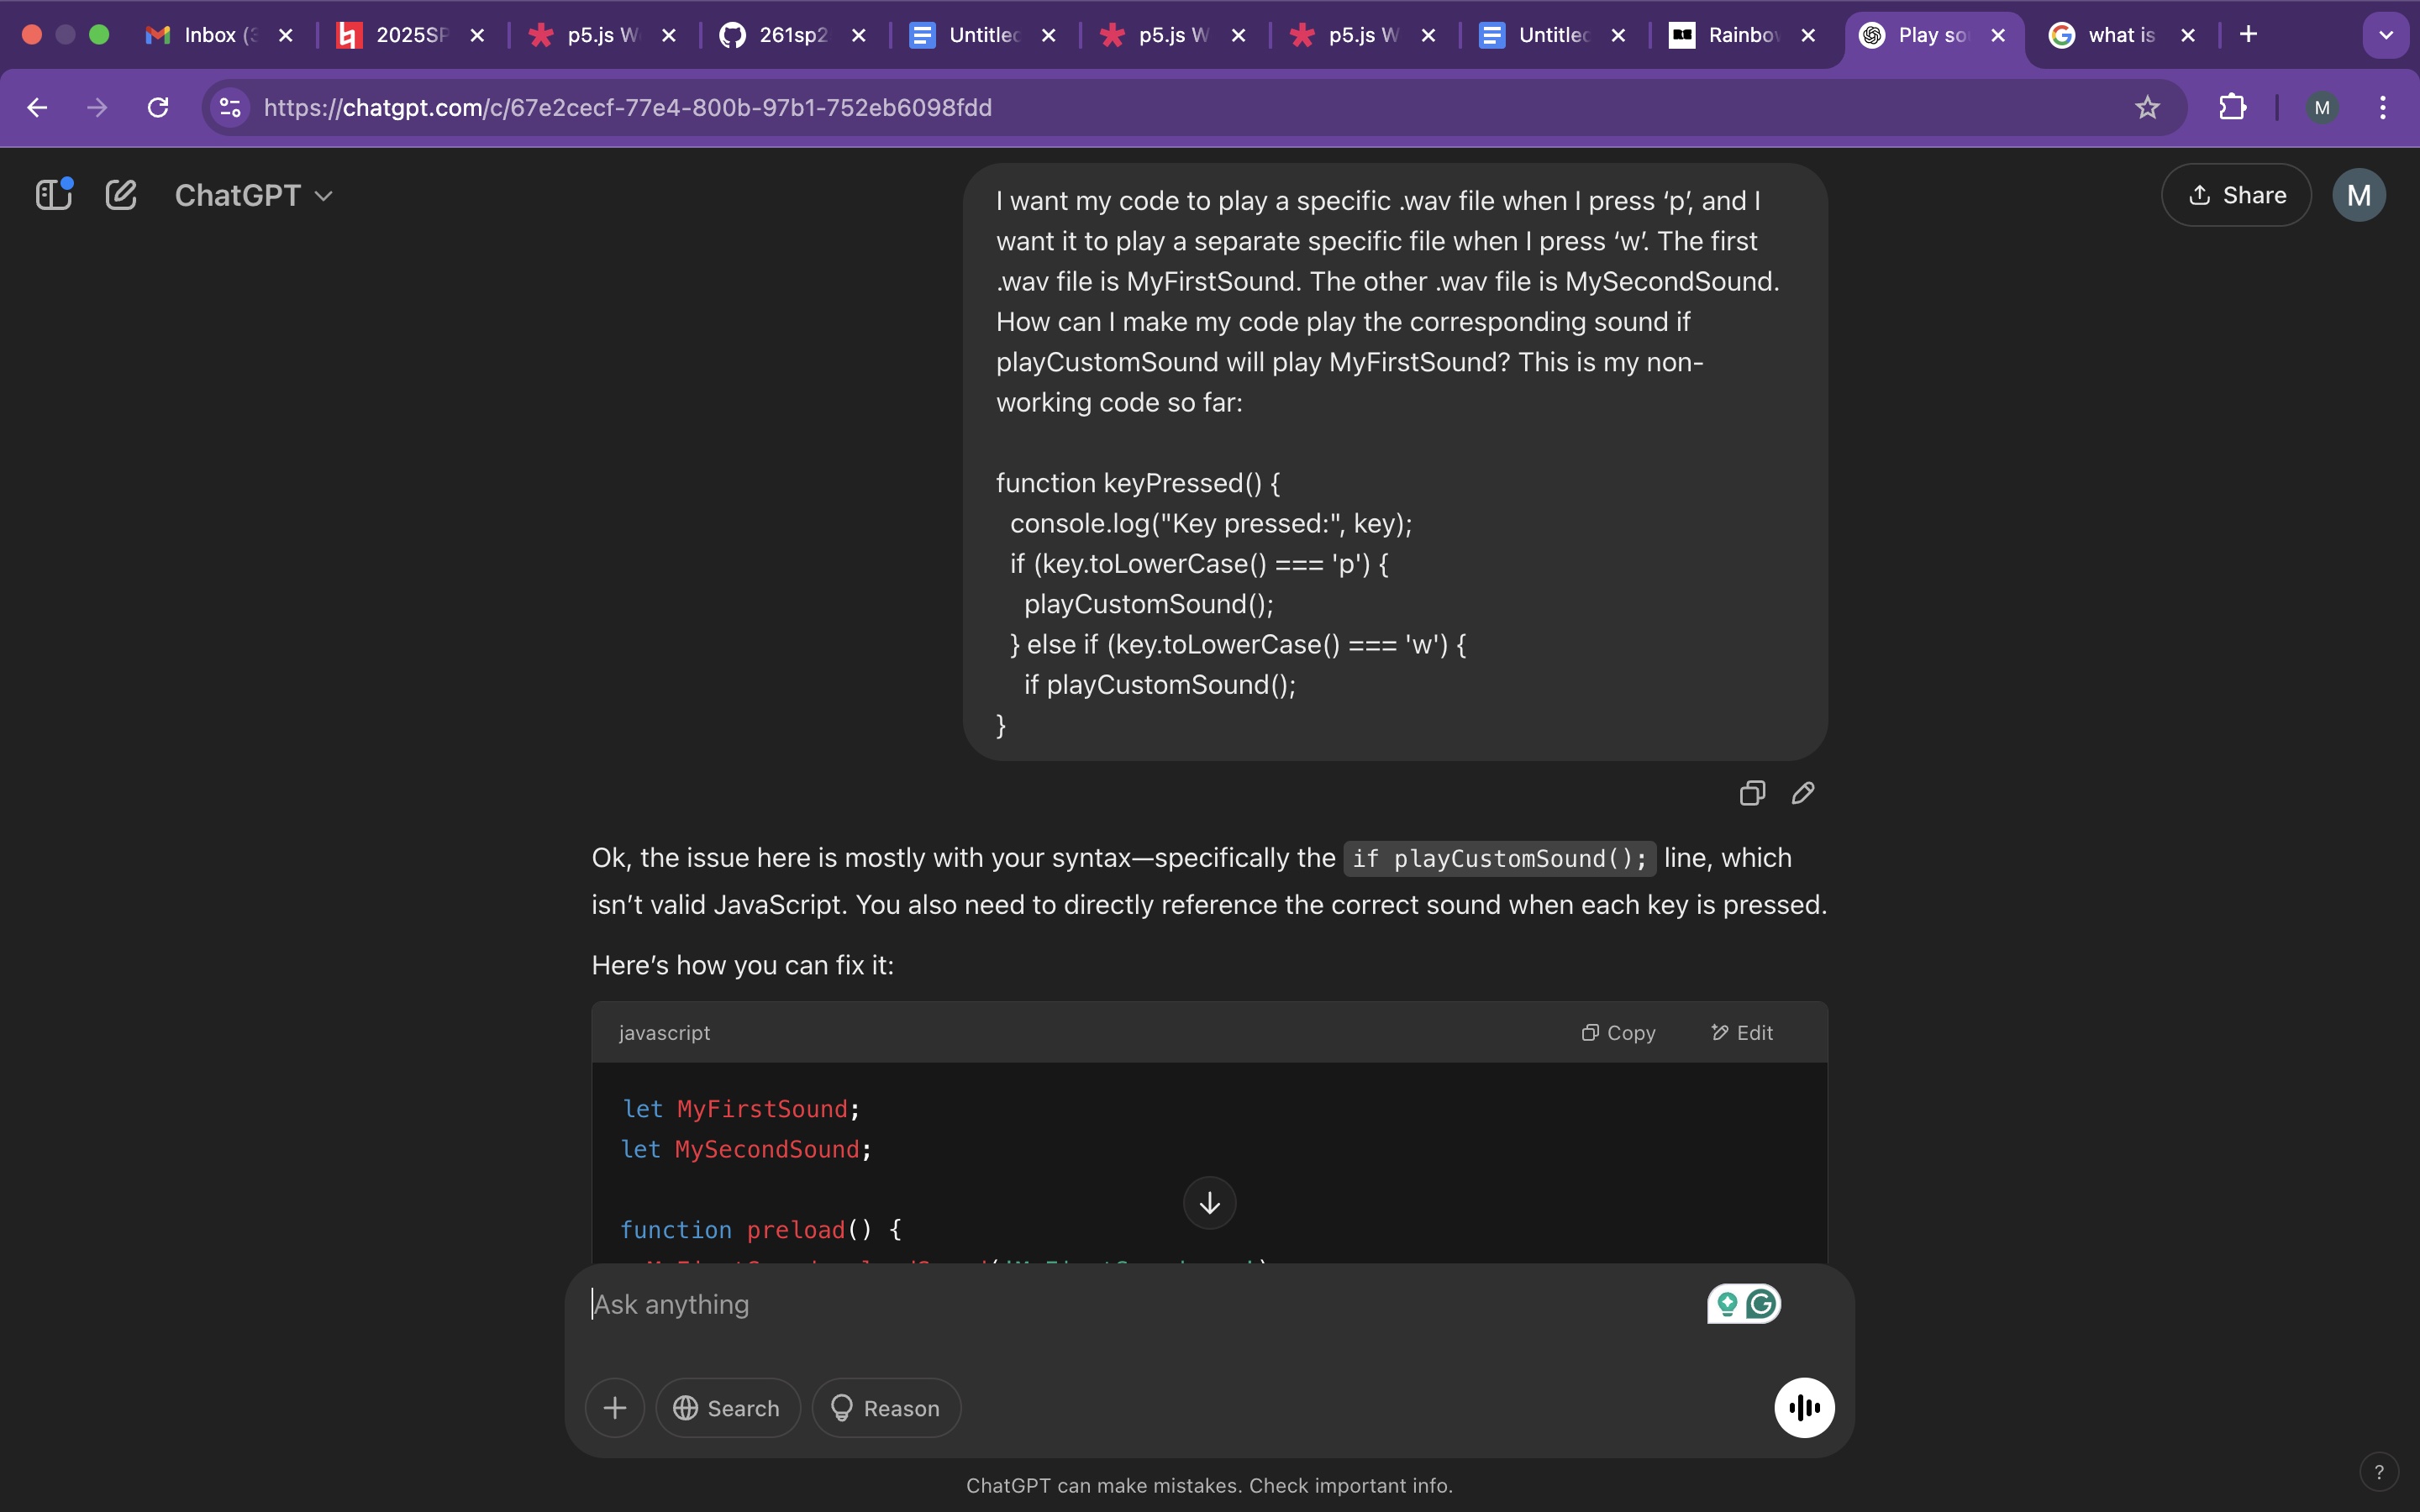 Inbox (3
2025SP
p5.js W
261sp2
Untitled
p5.js W
p5.js W
Untitled
Rainbow
Play so
what is
https://chatgpt.com/c/67e2cecf-77e4-800b-97b1-752eb6098fdd
M
ChatGPT
Share
M
I want my code to play a specific .wav file when I press ‘p’, and I
want it to play a separate specific file when I press ‘w’. The first
.wav file is MyFirstSound. The other .wav file is MySecondSound.
How can I make my code play the corresponding sound if
playCustomSound will play MyFirstSound? This is my non-
working code so far:
function keyPressed() {
console.log("Key pressed:", key);
if (key.toLowerCase() === 'p') {
playCustomSound();
} else if (key.toLowerCase() === 'w') {
if playCustomSound();
}
Ok, the issue here is mostly with your syntax—specifically the if playCustomSound(); line, which
isn’t valid JavaScript. You also need to directly reference the correct sound when each key is pressed.
Here’s how you can fix it:
javascript
Copy
Edit
let MyFirstSound;
let MySecondSound;
function preload() {
Ask anything
Search
Reason
ChatGPT can make mistakes. Check important info.
?